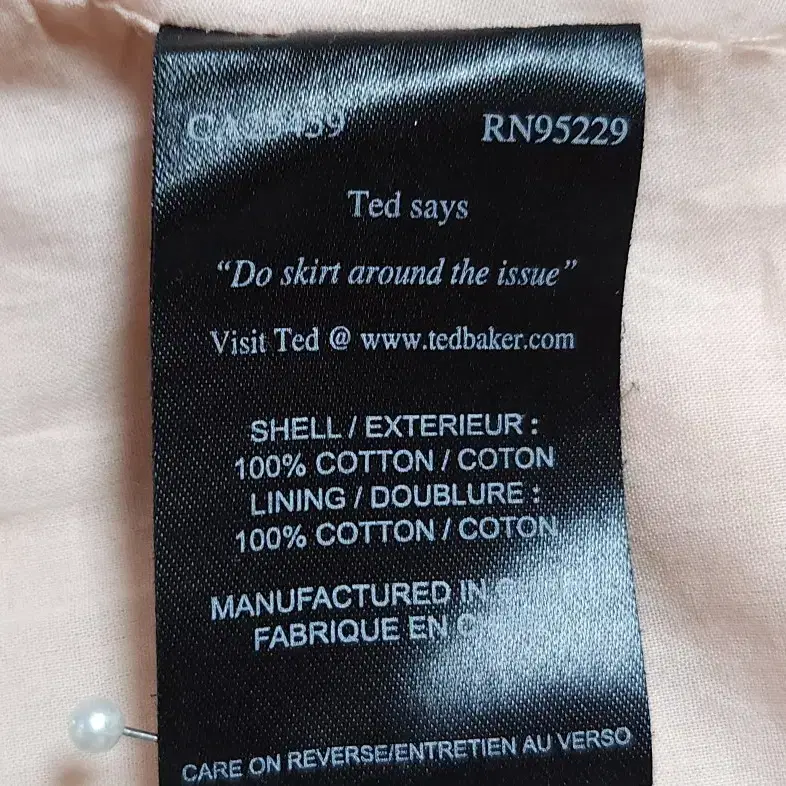 RN95229
Ted says
“Do skirt around the issue”
Visit Ted @ www.tedbaker.com
SHELL / EXTERIEUR :
100% COTTON / COTON
LINING / DOUBLURE :
100% COTTON / COTON
MANUFACTURED IN
FABRIQUE EN
CARE ON REVERSE/ENTRETIEN AU VERSO